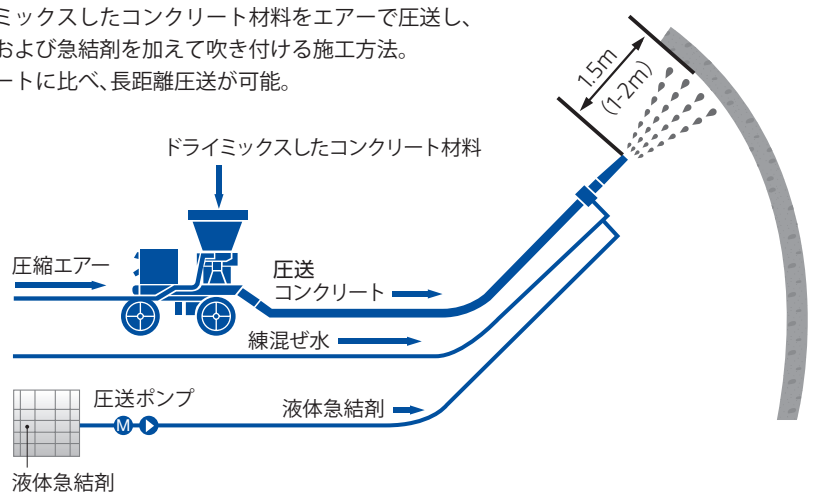 ミックスしたコンクリート材料をエアーで圧送し、
および急結剤を加えて吹き付ける施工方法。
ートに比べ、長距離圧送が可能。
1.5m
(1-2m)
ドライミックスしたコンクリート材料
圧縮エアー
圧送
コンクリート
練混ぜ水
圧送ポンプ
液体急結剤
M
液体急結剤